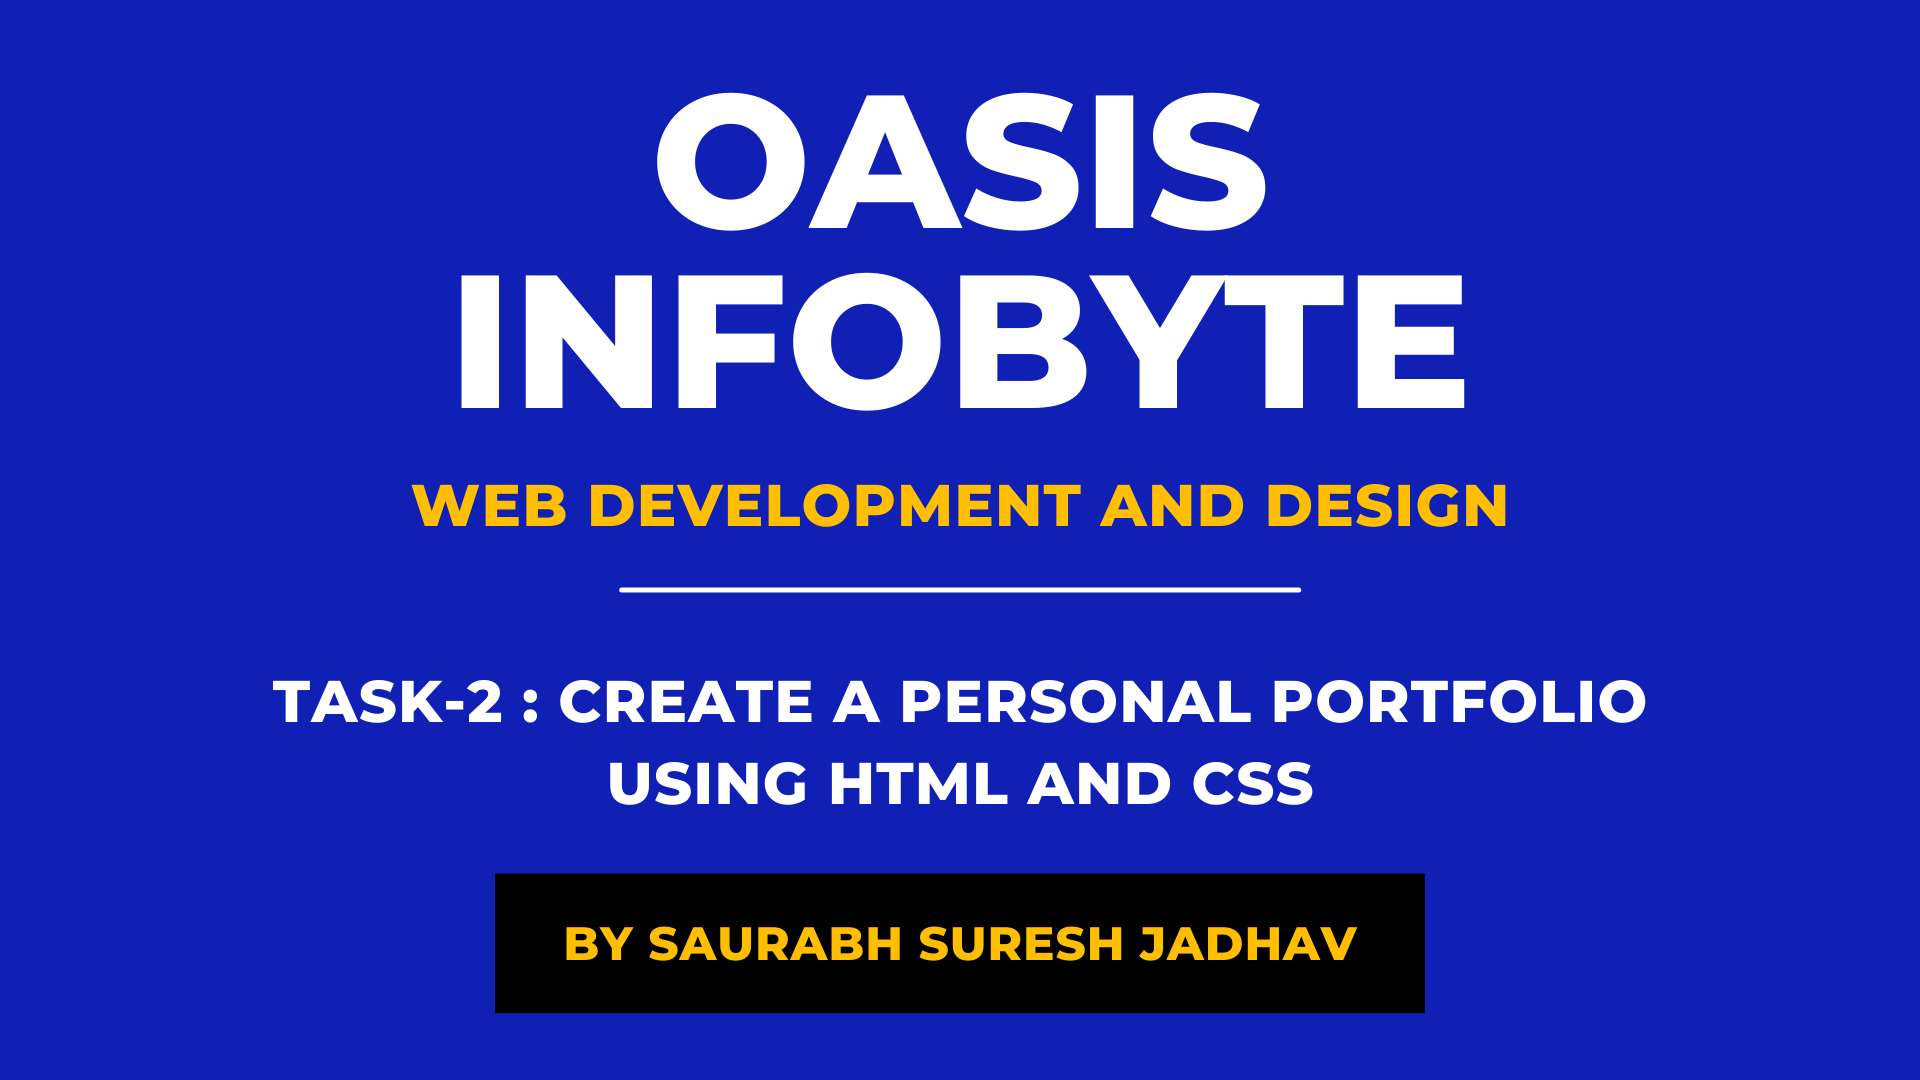 OASIS
INFOBYTE
WEB DEVELOPMENT AND DESIGN
TASK-2 : CREATE A PERSONAL PORTFOLIO
USING HTML AND CSS
BY SAURABH SURESH JADHAV